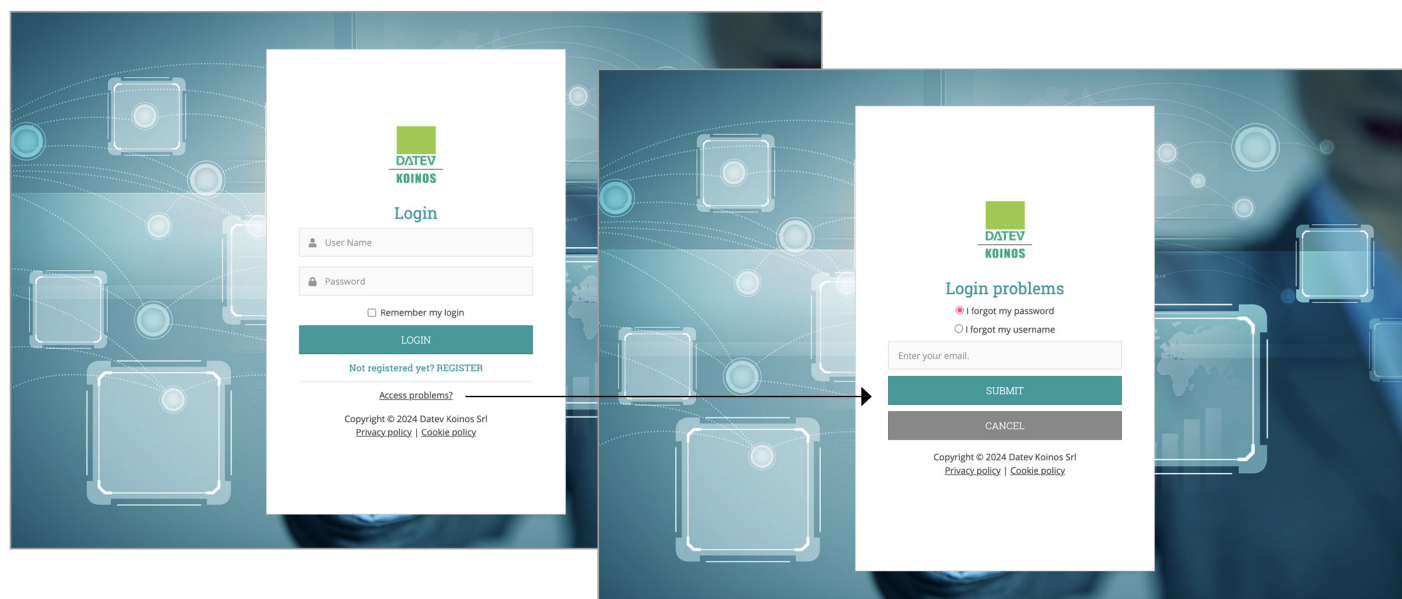 DATEV
KOINOS
Login
User Name
Password
Remember my login
LOGIN
Not registered yet? REGISTER
Access problems?
Copyright © 2024 Datev Koinos Srl
Privacy policy | Cookie policy
DATEV
KOINOS
Login problems
I forgot my password
I forgot my username
Enter your email.
SUBMIT
CANCEL
Copyright © 2024 Datev Koinos Srl
Privacy policy | Cookie policy